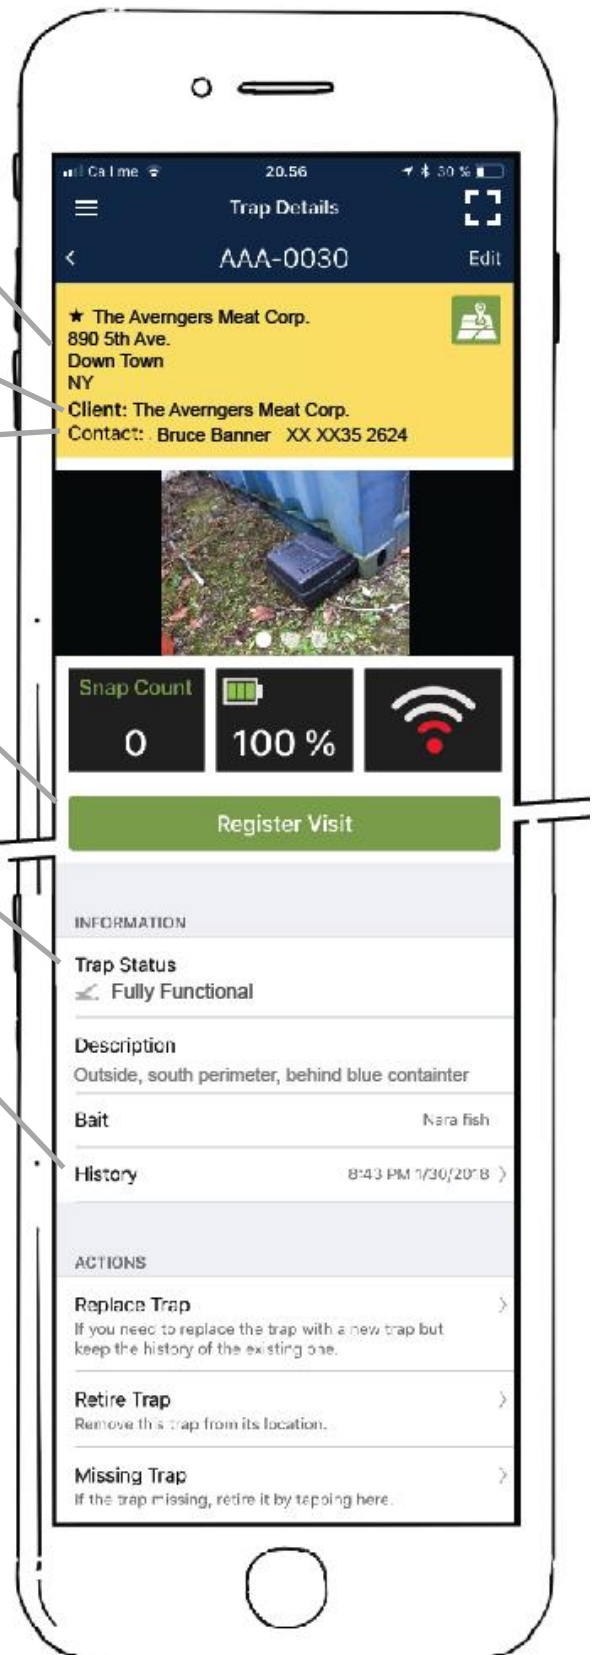 Call me 20.56 30 %
Trap Details
AAA-0030 Edit
★ The Averngers Meat Corp.
890 5th Ave.
Down Town
NY
Client: The Averngers Meat Corp.
Contact: . Bruce Banner XX XX35 2624
Snap Count
0
100 %
Register Visit
INFORMATION
Trap Status
Fully Functional
Description
Outside, south perimeter, behind blue containter
Bait Nara fish
History 8:43 PM 1/30/2018
ACTIONS
Replace Trap
If you need to replace the trap with a new trap but
keep the history of the existing one.
Retire Trap
Remove this trap from its location.
Missing Trap
If the trap missing, retire it by tapping here.